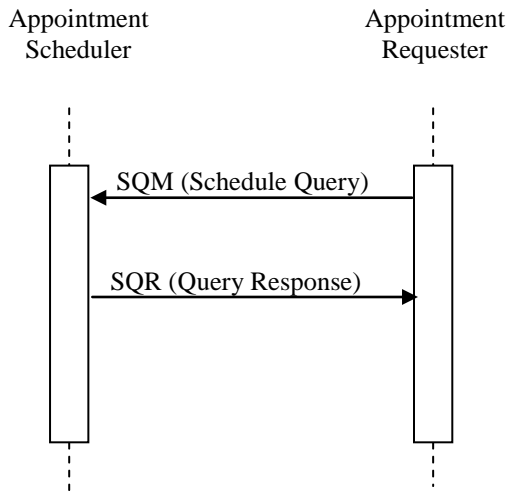 Appointment
Scheduler
Appointment
Requester
SQM (Schedule Query)
SQR (Query Response)